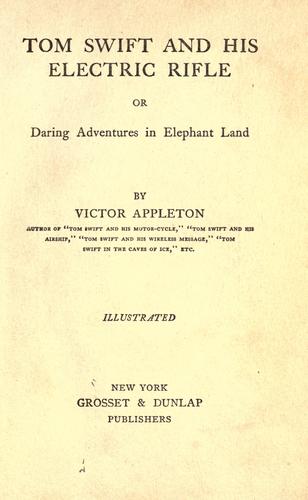 TOM SWIFT AND HIS
ELECTRIC RIFLE
OR
Daring Adventures in Elephant Land
BY
VICTOR APPLETON
AUTHOR OF "TOM SWIFT AND HIS MOTOR-CYCLE," "TOM SWIFT AND HIS
AIRSHIP," "TOM SWIFT AND HIS WIRELESS MESSAGE," "TOM
SWIFT IN THE CAVES OF ICE," ETC.
ILLUSTRATED
NEW YORK
GROSSET & DUNLAP
PUBLISHERS